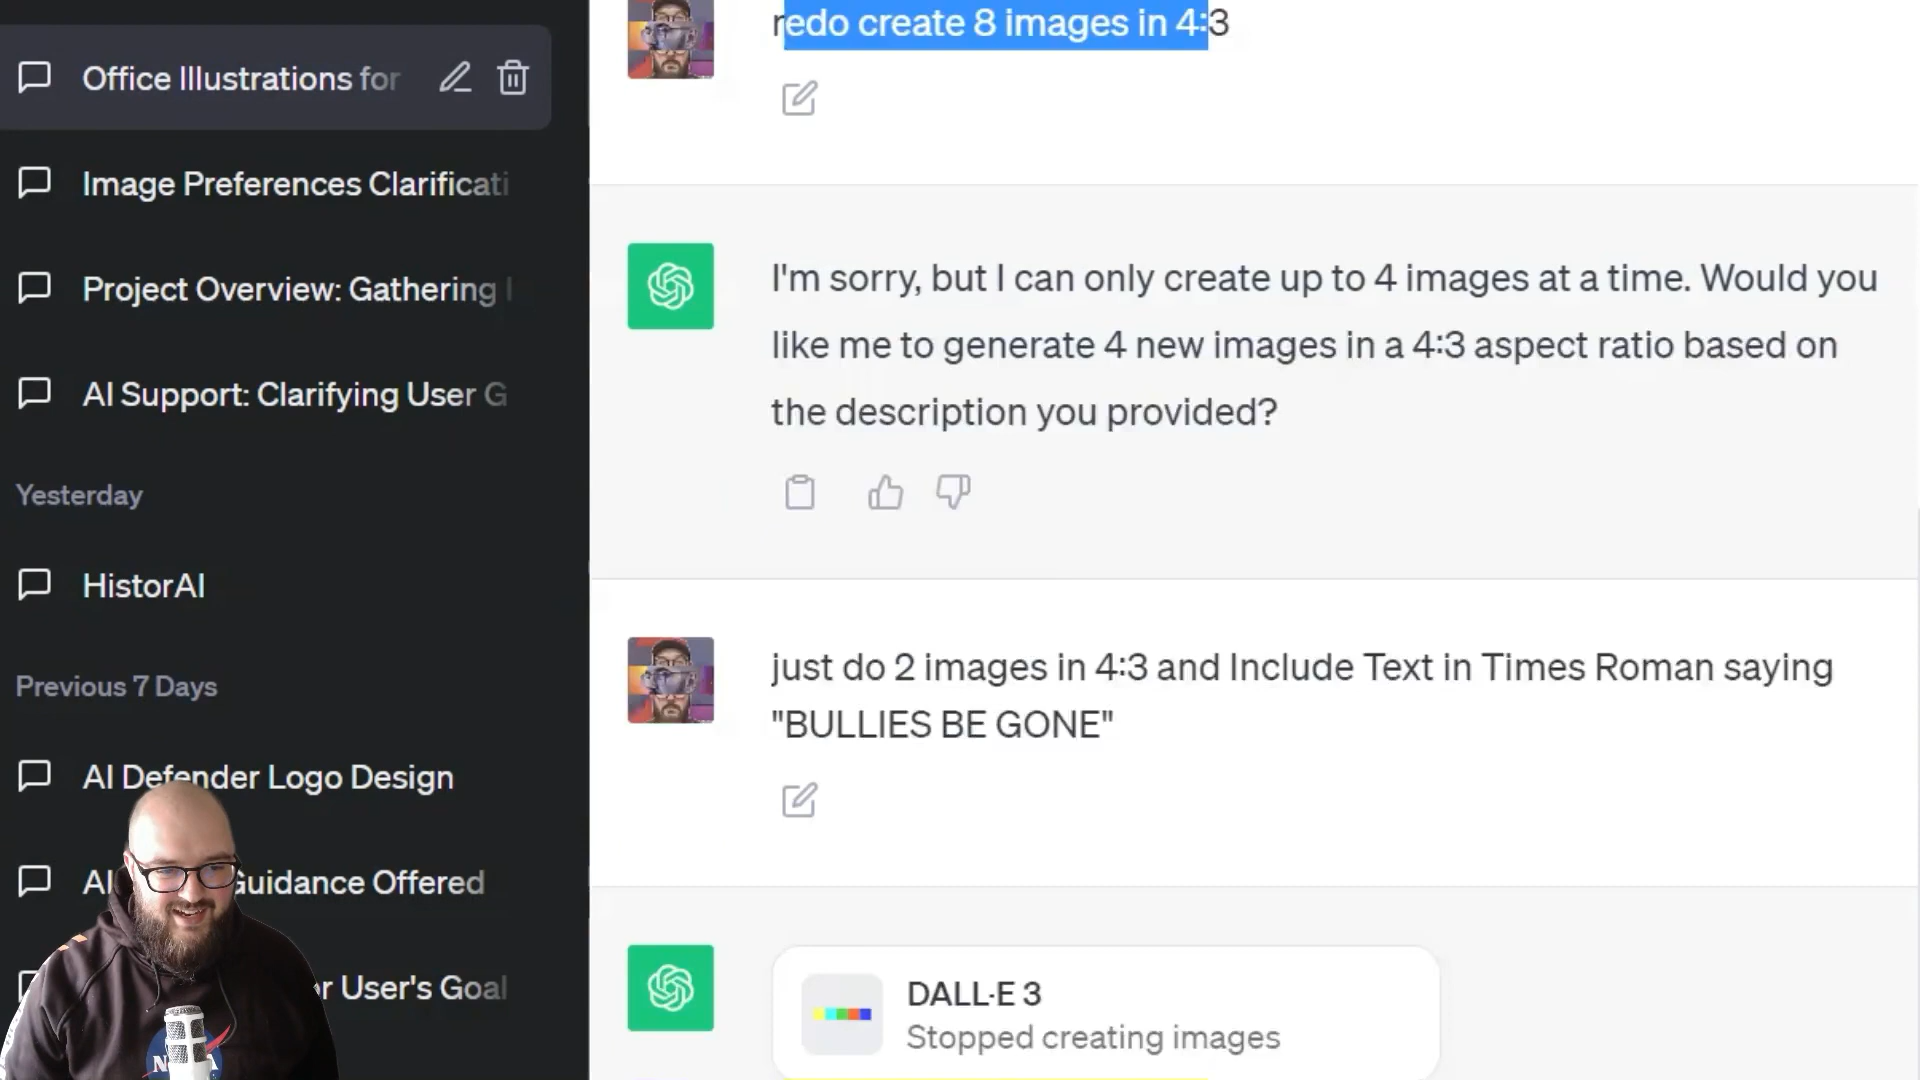 Office Illustrations for
Image Preferences Clarificati
Project Overview: Gathering
AI Support: Clarifying User G
Yesterday
HistorAI
Previous 7 Days
AI Defender Logo Design
AI Guidance Offered
r User's Goal
redo create 8 images in 4:3
I'm sorry, but I can only create up to 4 images at a time. Would you
like me to generate 4 new images in a 4:3 aspect ratio based on
the description you provided?
just do 2 images in 4:3 and Include Text in Times Roman saying
"BULLIES BE GONE"
DALL·E 3
Stopped creating images